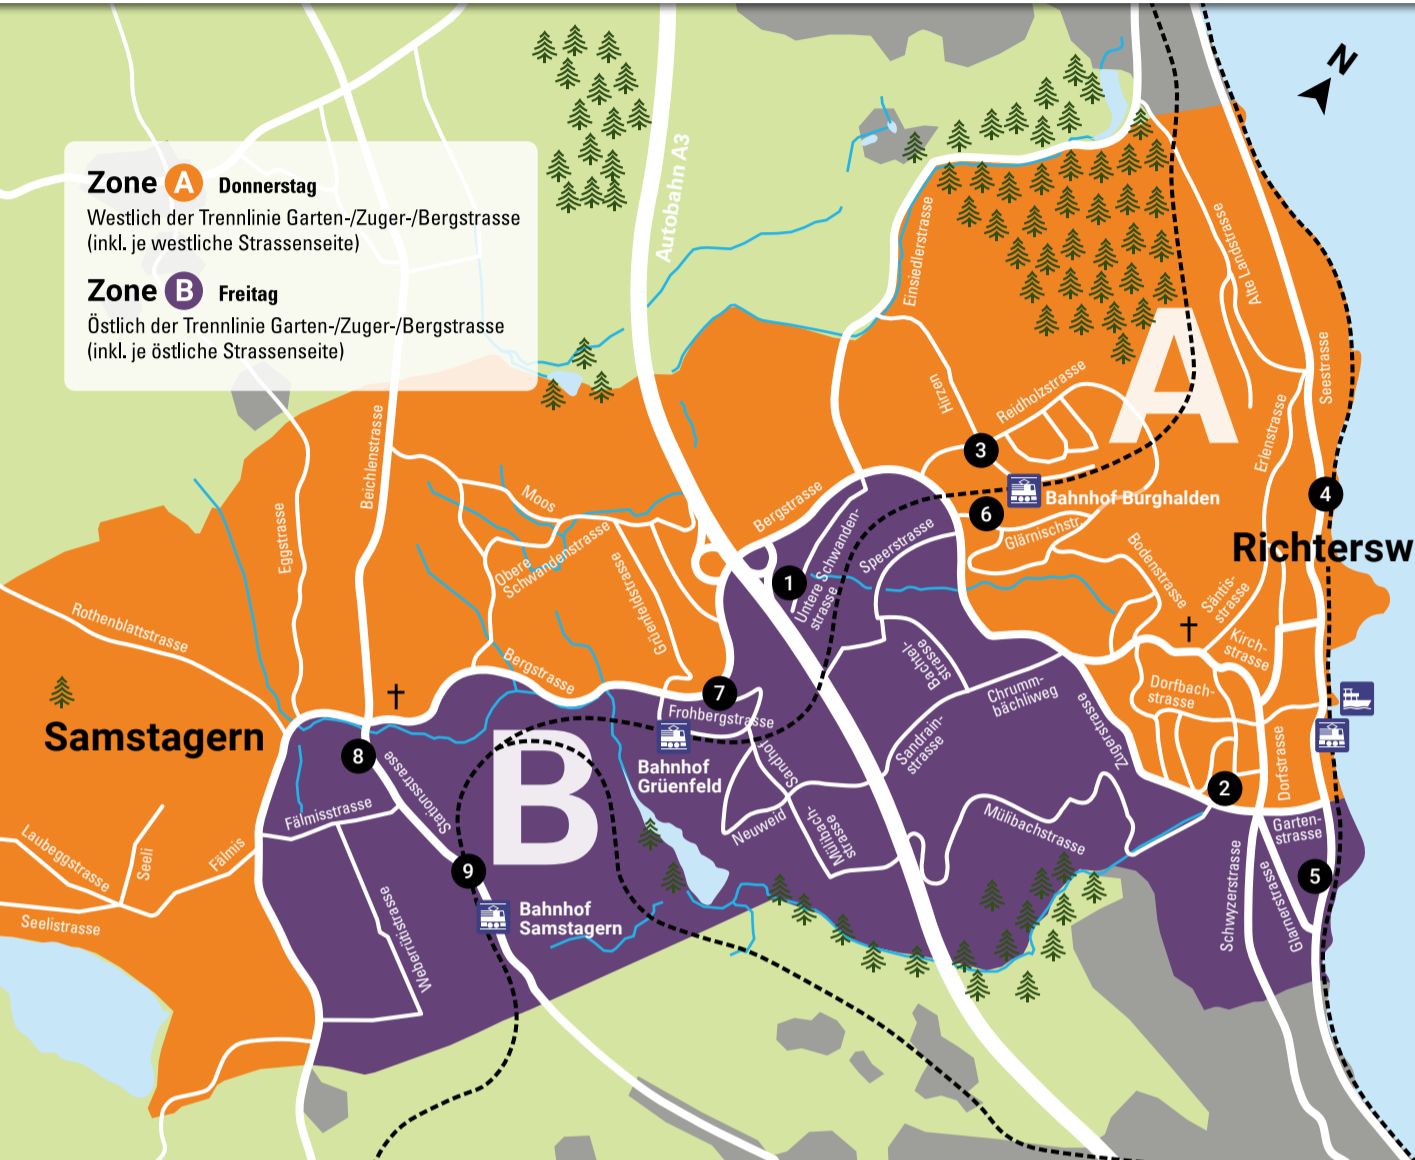 N
Autobahn A3
Zone A Donnerstag
Westlich der Trennlinie Garten-/Zuger-/Bergstrasse
(inkl. je westliche Strassenseite)
Zone B Freitag
Östlich der Trennlinie Garten-/Zuger-/Bergstrasse
(inkl. je östliche Strassenseite)
Einsiedlerstrasse
Alte Landstrasse
A
Seestrasse
Hirzen
Reidholzstrasse
Erlenstrasse
Beichlenstrasse
3
Bahnhof Burghalden
4
6
Glärnischstr.
Richtersw
Moos
Bergstrasse
Eggstrasse
Obere
Schwandenstrasse
Grüenfeldstrasse
1
Untere Schwanden-
strasse
Speerstrasse
Bodenstrasse
Säntis-
strasse
Kirch-
strasse
Rothenblattstrasse
Bergstrasse
7
Frohbergstrasse
Bachtel-
strasse
Chrumm-
bächliweg
Zugerstrasse
Dorfbach-
strasse
Samstagern
8
Stationsstrasse
B
Bahnhof
Grüenfeld
Sandhof
Sandrain-
strasse
Dorfstrasse
2
Fälmisstrasse
Neuweid
Mülibach-
strasse
Mülibachstrasse
Garten-
strasse
Laubeggstrasse
Seeli
Fälmis
9
5
Seelistrasse
Weberrütistrasse
Bahnhof
Samstagern
Schwyzerstrasse
Glarnerstrasse